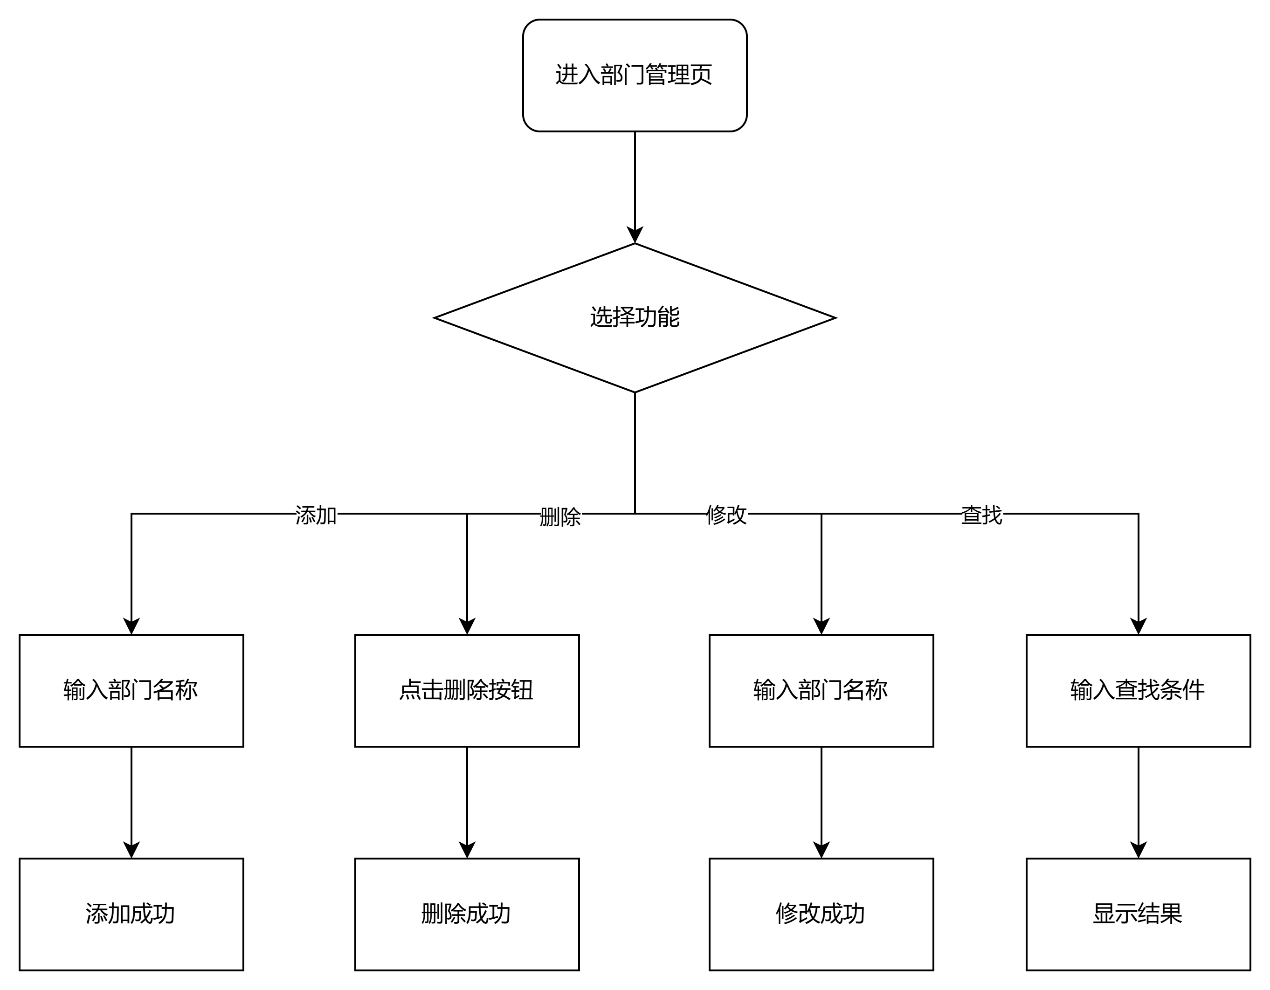 进入部门管理页
选择功能
添加
删除
修改
查找
输入部门名称
点击删除按钮
输入部门名称
输入查找条件
添加成功
删除成功
修改成功
显示结果